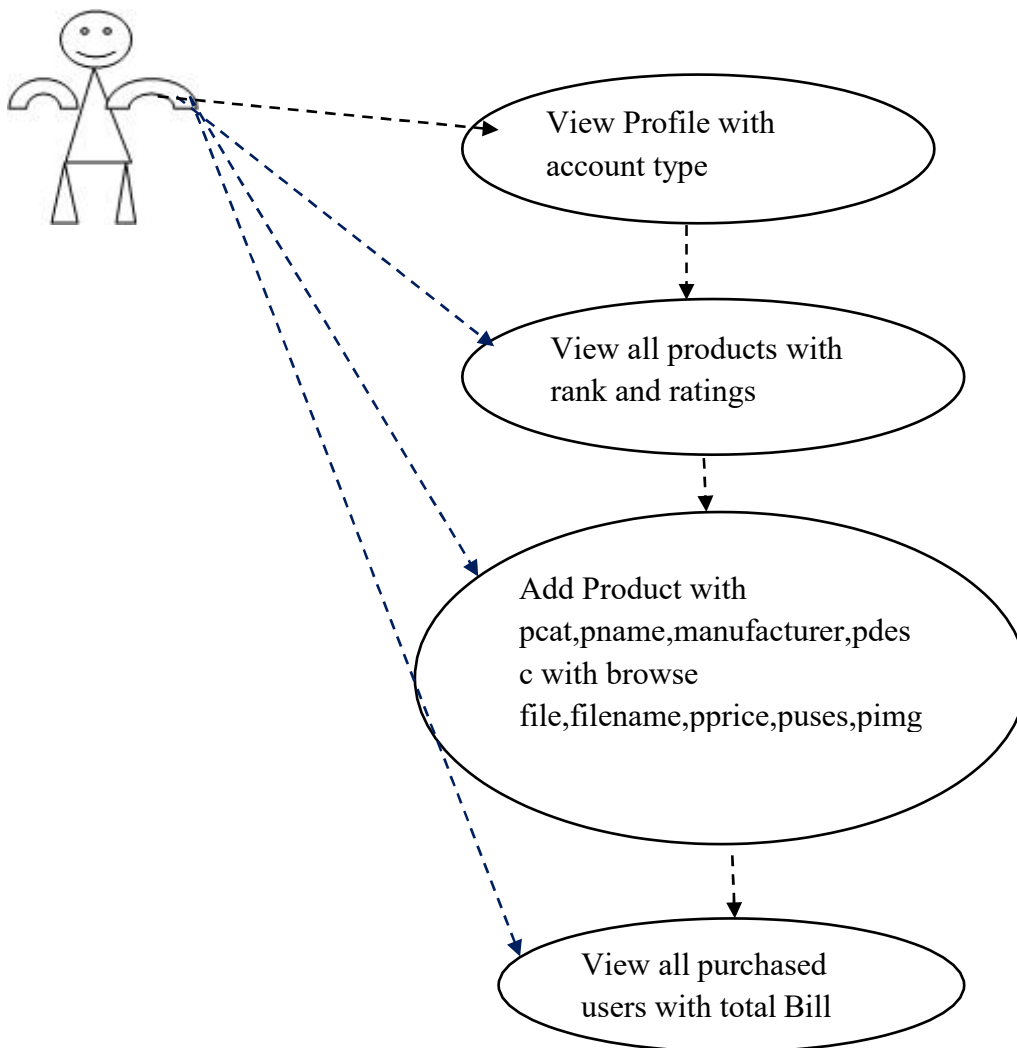 View Profile with
account type
View all products with
rank and ratings
Add Product with
pcat,pname,manufacturer,pdes
c with browse
file,filename,pprice,puses,pimg
View all purchased
users with total Bill